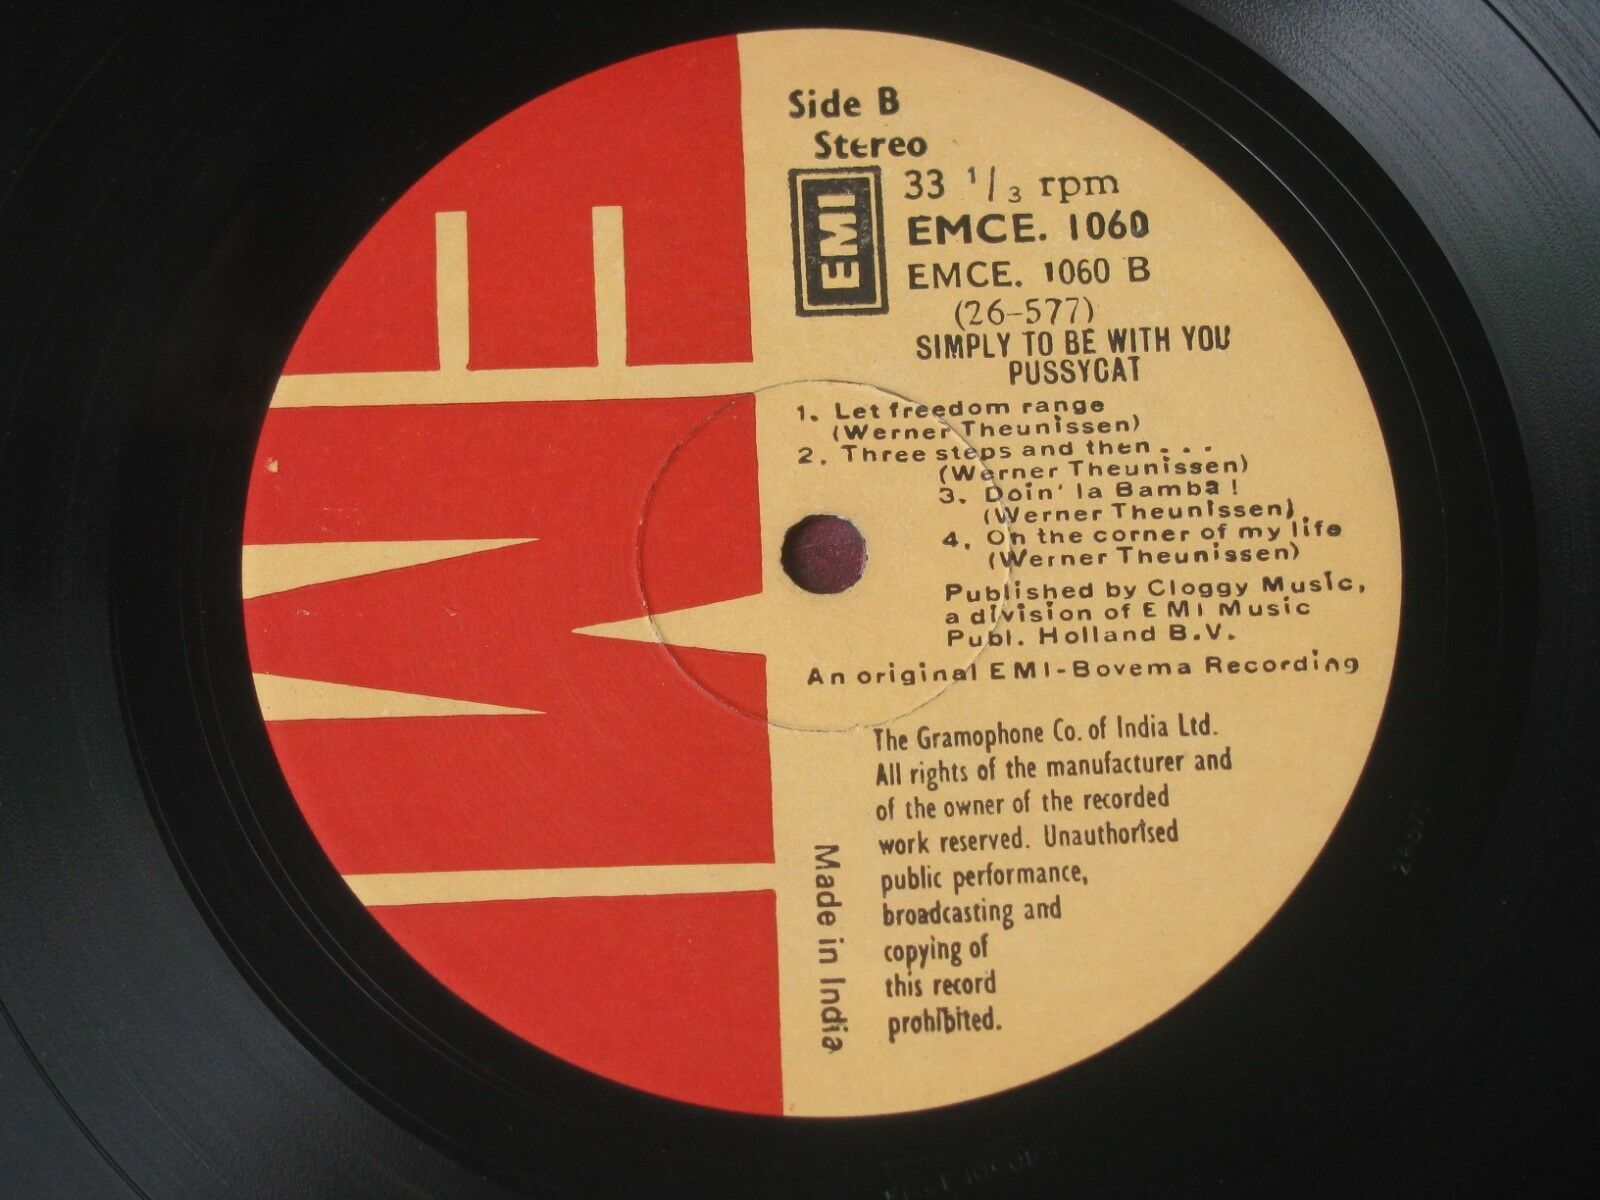 Side B
Stereo
EMI
33 1/3 rpm
EMCE. 1060
EMCE. 1060 B
(26-577)
SIMPLY TO BE WITH YOU
PUSSYCAT
1. Let freedom range
(Werner Theunissen)
2. Three steps and then...
(Werner Theunissen)
3. Doin' la Bamba!
(Werner Theunissen)
4. On the corner of my life
(Werner Theunissen)
Published by Cloggy Music,
a division of EMI Music
Publ. Holland B.V.
An original EMI-Bovema Recording
The Gramophone Co. of India Ltd.
All rights of the manufacturer and
of the owner of the recorded
work reserved. Unauthorised
public performance,
broadcasting and
copying of
this record
prohibited.
Made in India
EMI